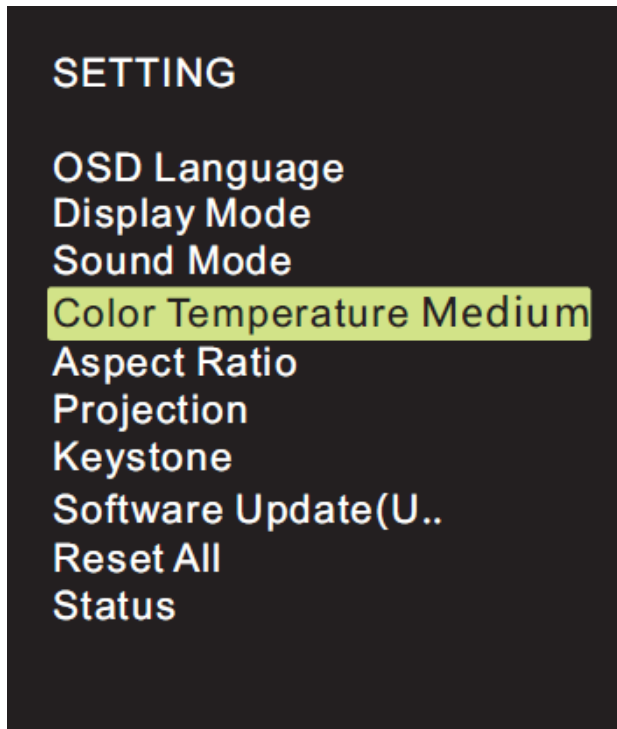 SETTING
OSD Language
Display Mode
Sound Mode
Color Temperature Medium
Aspect Ratio
Projection
Keystone
Software Update(U..
Reset All
Status